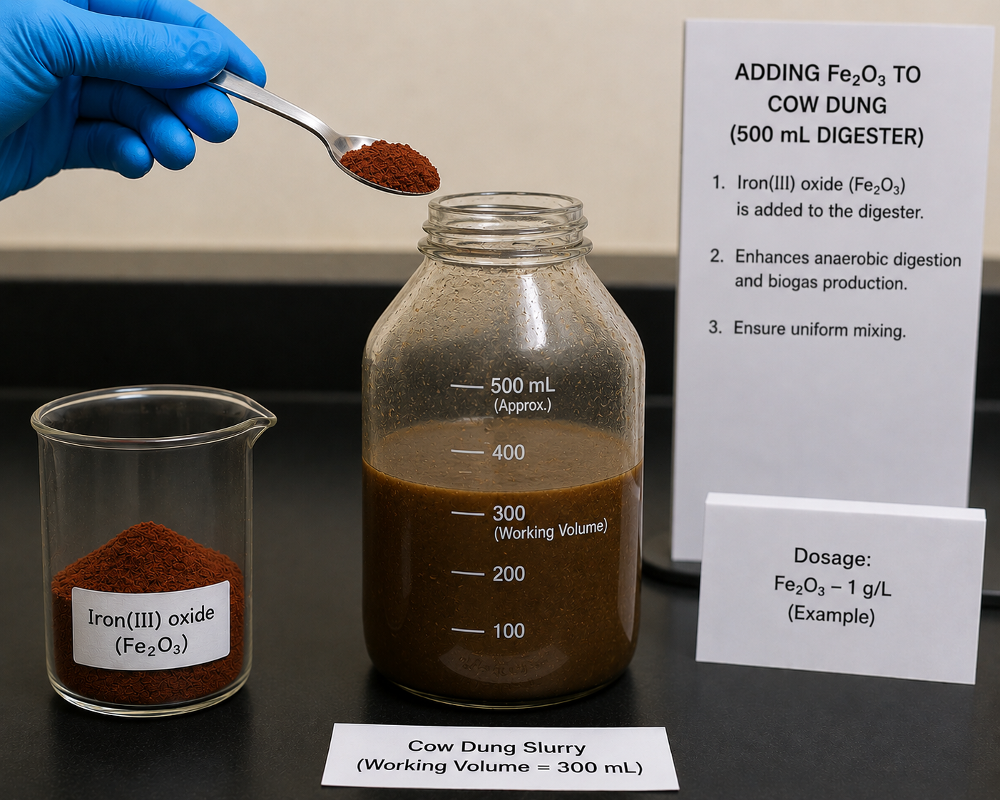 ADDING Fe₂O₃ TO
COW DUNG
(500 mL DIGESTER)
1. Iron(III) oxide (Fe₂O₃)
is added to the digester.
2. Enhances anaerobic digestion
and biogas production.
3. Ensure uniform mixing.
500 mL
(Approx.)
400
300
(Working Volume)
200
100
Dosage:
Fe₂O₃ – 1 g/L
(Example)
Iron(III) oxide
(Fe₂O₃)
Cow Dung Slurry
(Working Volume = 300 mL)